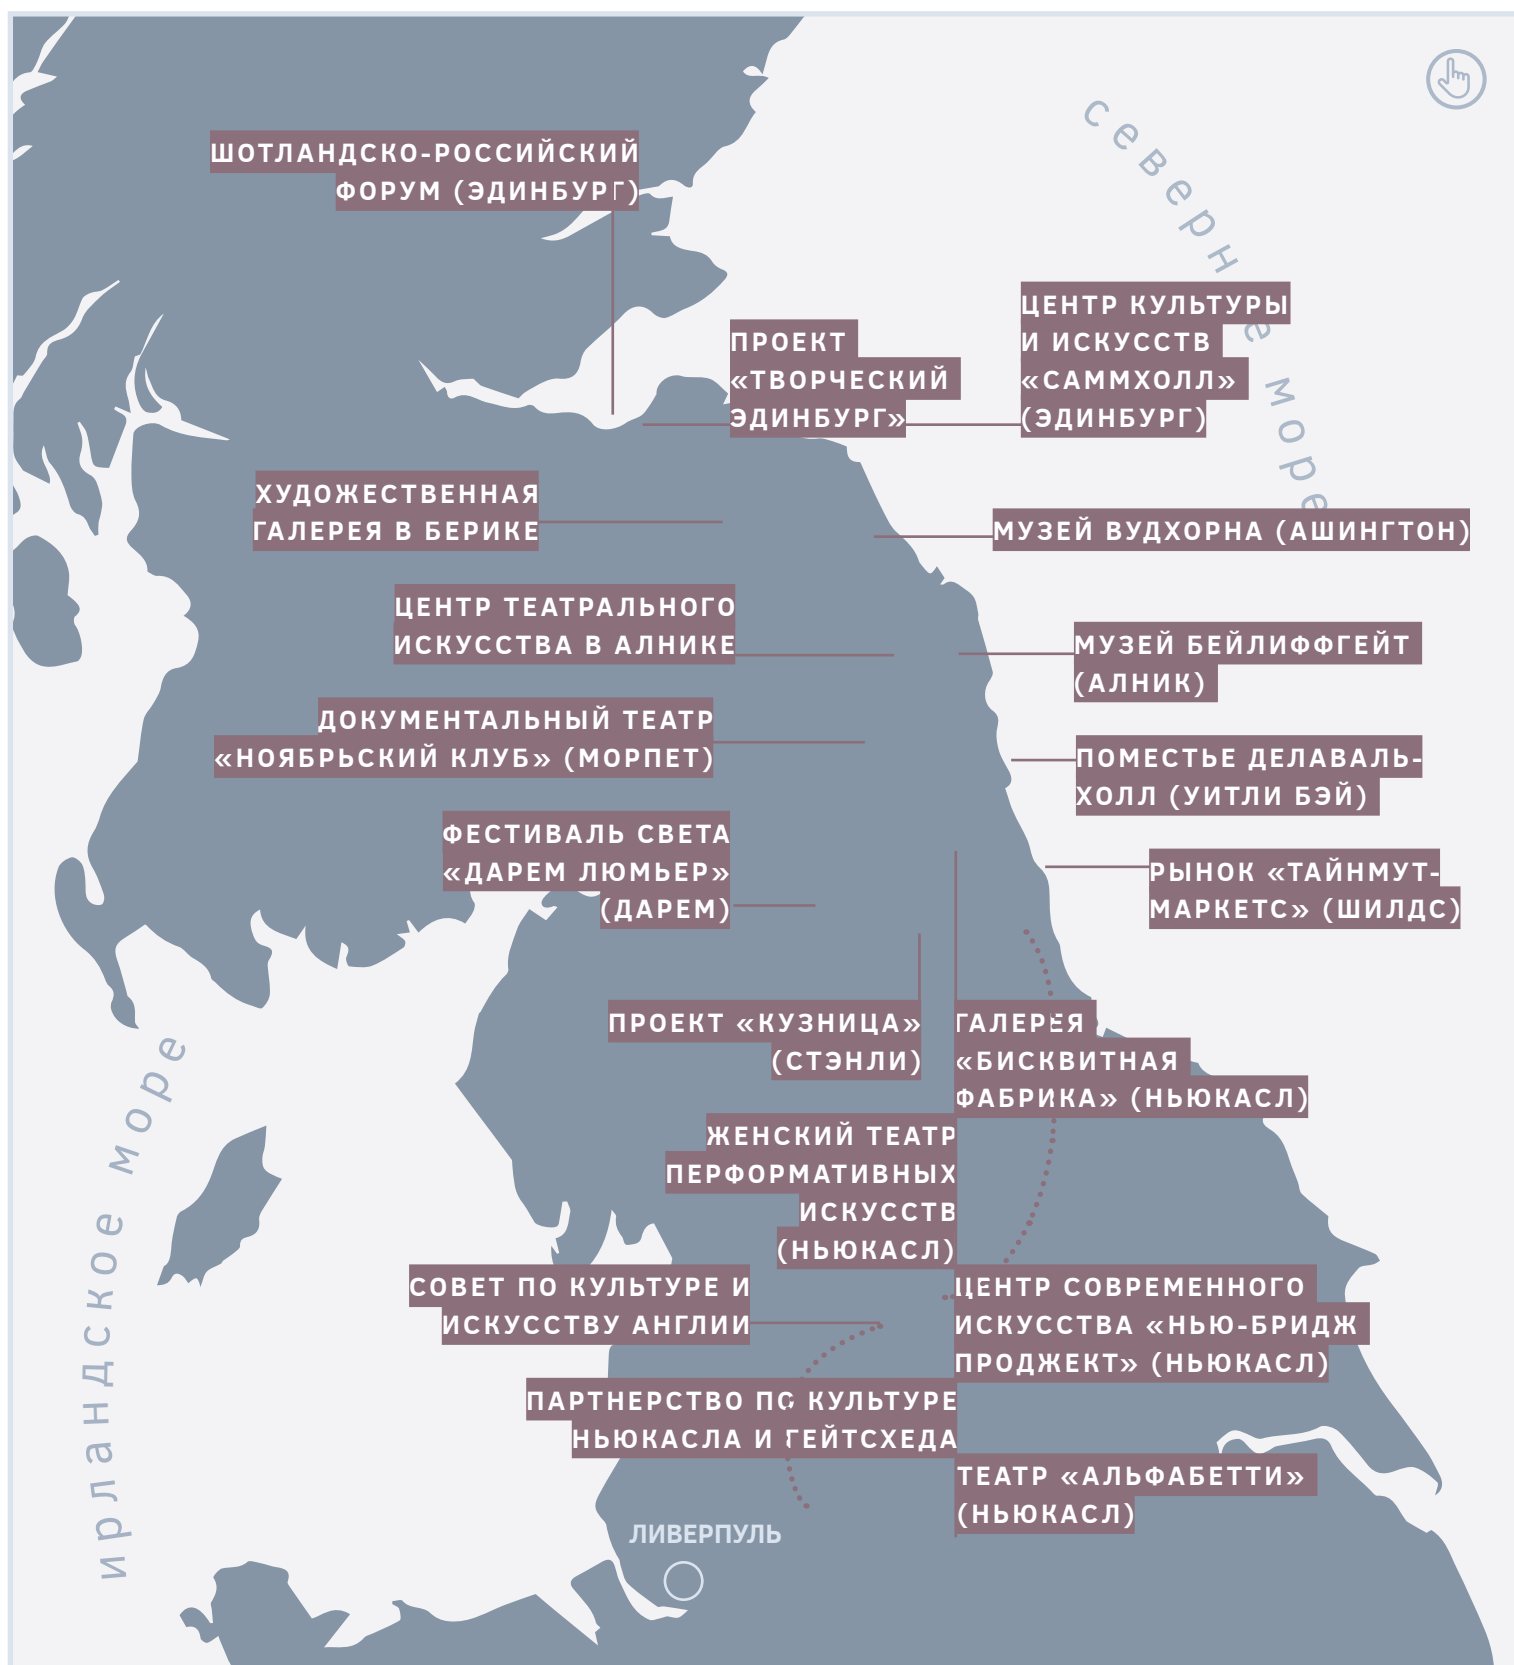 ШОТЛАНДСКО-РОССИЙСКИЙ
ФОРУМ (ЭДИНБУРГ)
северное море
ЦЕНТР КУЛЬТУРЫ
И ИСКУССТВ
«САММХОЛЛ»
(ЭДИНБУРГ)
ПРОЕКТ
«ТВОРЧЕСКИЙ
ЭДИНБУРГ»
ХУДОЖЕСТВЕННАЯ
ГАЛЕРЕЯ В БЕРИКЕ
МУЗЕЙ ВУДХОРНА (АШИНГТОН)
ЦЕНТР ТЕАТРАЛЬНОГО
ИСКУССТВА В АЛНИКЕ
МУЗЕЙ БЕЙЛИФФГЕЙТ
(АЛНИК)
ДОКУМЕНТАЛЬНЫЙ ТЕАТР
«НОЯБРЬСКИЙ КЛУБ» (МОРПЕТ)
ПОМЕСТЬЕ ДЕЛАВАЛЬ-
ХОЛЛ (УИТЛИ БЭЙ)
ФЕСТИВАЛЬ СВЕТА
«ДАРЕМ ЛЮМЬЕР»
(ДАРЕМ)
РЫНОК «ТАЙНМУТ-
МАРКЕТС» (ШИЛДС)
ПРОЕКТ «КУЗНИЦА»
(СТЭНЛИ)
ГАЛЕРЕЯ
«БИСКВИТНАЯ
ФАБРИКА» (НЬЮКАСЛ)
ЖЕНСКИЙ ТЕАТР
ПЕРФОРМАТИВНЫХ
ИСКУССТВ
(НЬЮКАСЛ)
ирландское море
СОВЕТ ПО КУЛЬТУРЕ И
ИСКУССТВУ АНГЛИИ
ЦЕНТР СОВРЕМЕННОГО
ИСКУССТВА «НЬЮ-БРИДЖ
ПРОДЖЕКТ» (НЬЮКАСЛ)
ПАРТНЕРСТВО ПО КУЛЬТУРЕ
НЬЮКАСЛА И ГЕЙТСХЕДА
ТЕАТР «АЛЬФАБЕТТИ»
(НЬЮКАСЛ)
ЛИВЕРПУЛЬ